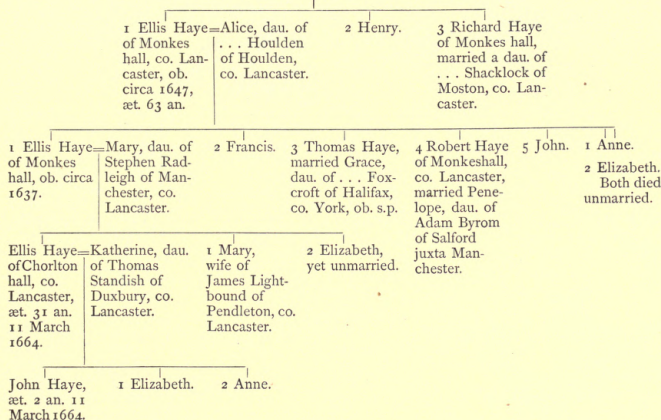 1 Ellis Haye=Alice, dau. of
of Monkes . . . Houlden
hall, co. Lan- of Houlden,
caster, ob. co. Lancaster.
circa 1647,
æt. 63 an.
2 Henry.
3 Richard Haye
of Monkes hall,
married a dau. of
. . . Shacklock of
Moston, co. Lan-
caster.
1 Ellis Haye=Mary, dau. of
of Monkes Stephen Rad-
hall, ob. circa leigh of Man-
1637. chester, co.
Lancaster.
2 Francis.
3 Thomas Haye,
married Grace,
dau. of . . . Fox-
croft of Halifax,
co. York, ob. s.p.
4 Robert Haye
of Monkeshall,
co. Lancaster,
married Pene-
lope, dau. of
Adam Byrom
of Salford
juxta Man-
chester.
5 John.
1 Anne.
2 Elizabeth.
Both died
unmarried.
Ellis Haye=Katherine, dau.
of Chorlton of Thomas
hall, co. Standish of
Lancaster, Duxbury, co.
æt. 31 an. Lancaster.
11 March
1664.
1 Mary,
wife of
James Light-
bound of
Pendleton, co.
Lancaster.
2 Elizabeth,
yet unmarried.
John Haye,
æt. 2 an. 11
March 1664.
1 Elizabeth.
2 Anne.